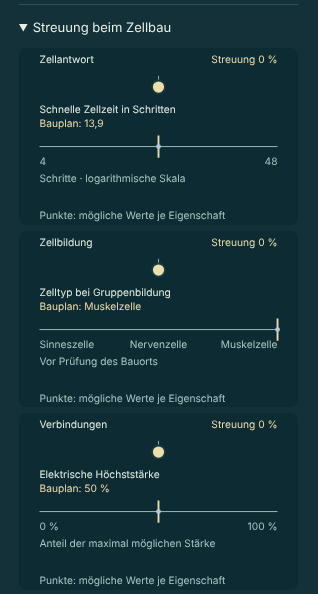 ▼ Streuung beim Zellbau
Zellantwort Streuung 0 %
Schnelle Zellzeit in Schritten
Bauplan: 13,9
4 48
Schritte · logarithmische Skala
Punkte: mögliche Werte je Eigenschaft
Zellbildung Streuung 0 %
Zelltyp bei Gruppenbildung
Bauplan: Muskelzelle
Sinneszelle Nervenzelle Muskelzelle
Vor Prüfung des Bauorts
Punkte: mögliche Werte je Eigenschaft
Verbindungen Streuung 0 %
Elektrische Höchststärke
Bauplan: 50 %
0 % 100 %
Anteil der maximal möglichen Stärke
Punkte: mögliche Werte je Eigenschaft